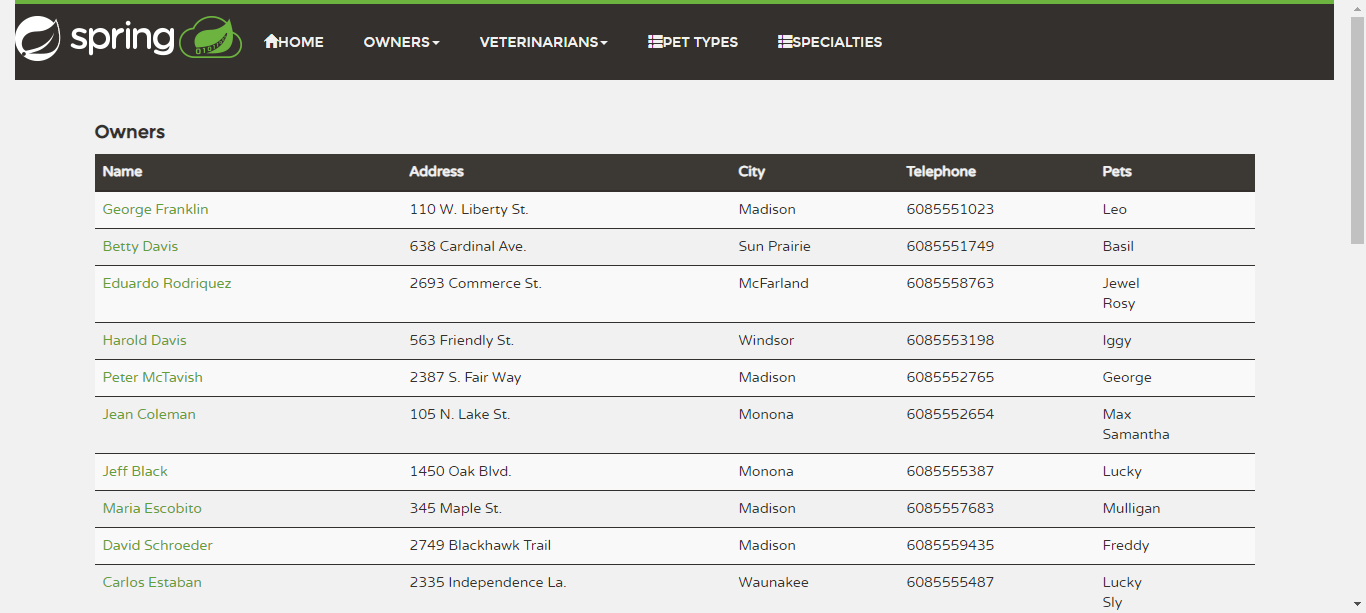 spring HOME OWNERS VETERINARIANS PET TYPES SPECIALTIES
Owners
Name Address City Telephone Pets
George Franklin 110 W. Liberty St. Madison 6085551023 Leo
Betty Davis 638 Cardinal Ave. Sun Prairie 6085551749 Basil
Eduardo Rodriquez 2693 Commerce St. McFarland 6085558763 Jewel
Rosy
Harold Davis 563 Friendly St. Windsor 6085553198 Iggy
Peter McTavish 2387 S. Fair Way Madison 6085552765 George
Jean Coleman 105 N. Lake St. Monona 6085552654 Max
Samantha
Jeff Black 1450 Oak Blvd. Monona 6085555387 Lucky
Maria Escobito 345 Maple St. Madison 6085557683 Mulligan
David Schroeder 2749 Blackhawk Trail Madison 6085559435 Freddy
Carlos Estaban 2335 Independence La. Waunakee 6085555487 Lucky
Sly